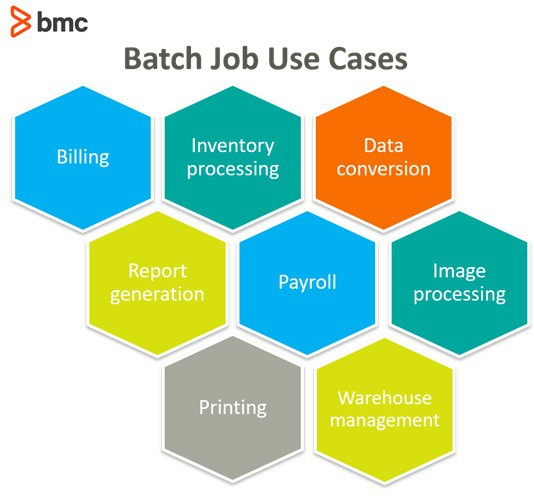 bmc
Batch Job Use Cases
Billing
Inventory
processing
Data
conversion
Report
generation
Payroll
Image
processing
Printing
Warehouse
management